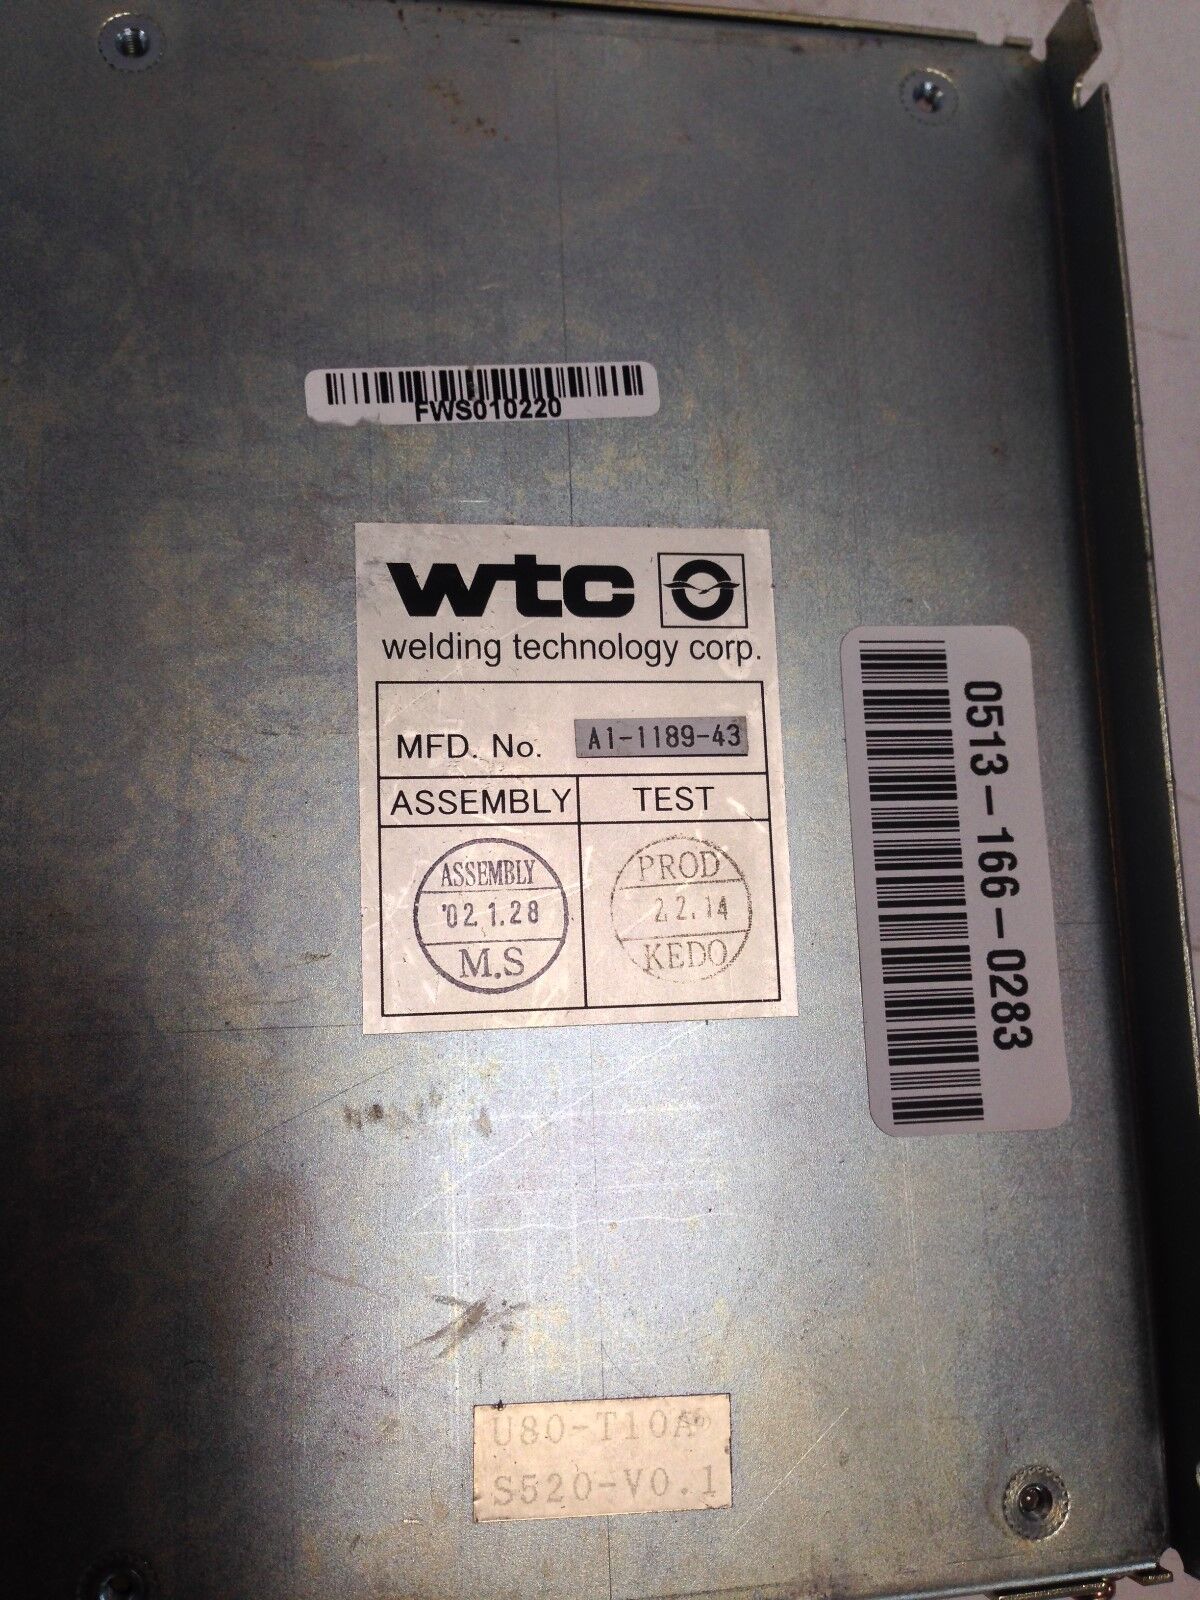 FWS010220
wtc
welding technology corp.
MFD. No. A1-1189-43
ASSEMBLY TEST
ASSEMBLY
'02.1.28
M.S
PROD
2.2.14
KEDO
0513-166-0283
U80-T10A
S520-V0.1